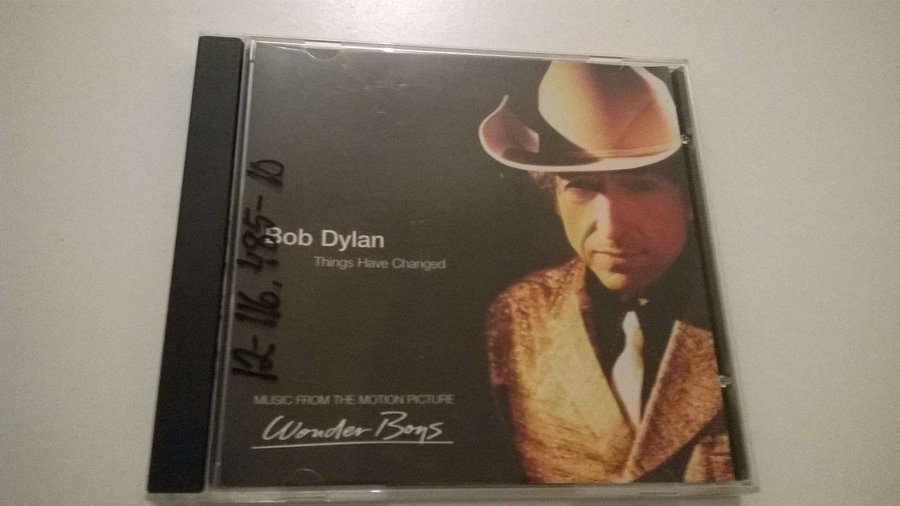 Bob Dylan
Things Have Changed
12-116.485-10
MUSIC FROM THE MOTION PICTURE
Wonder Boys